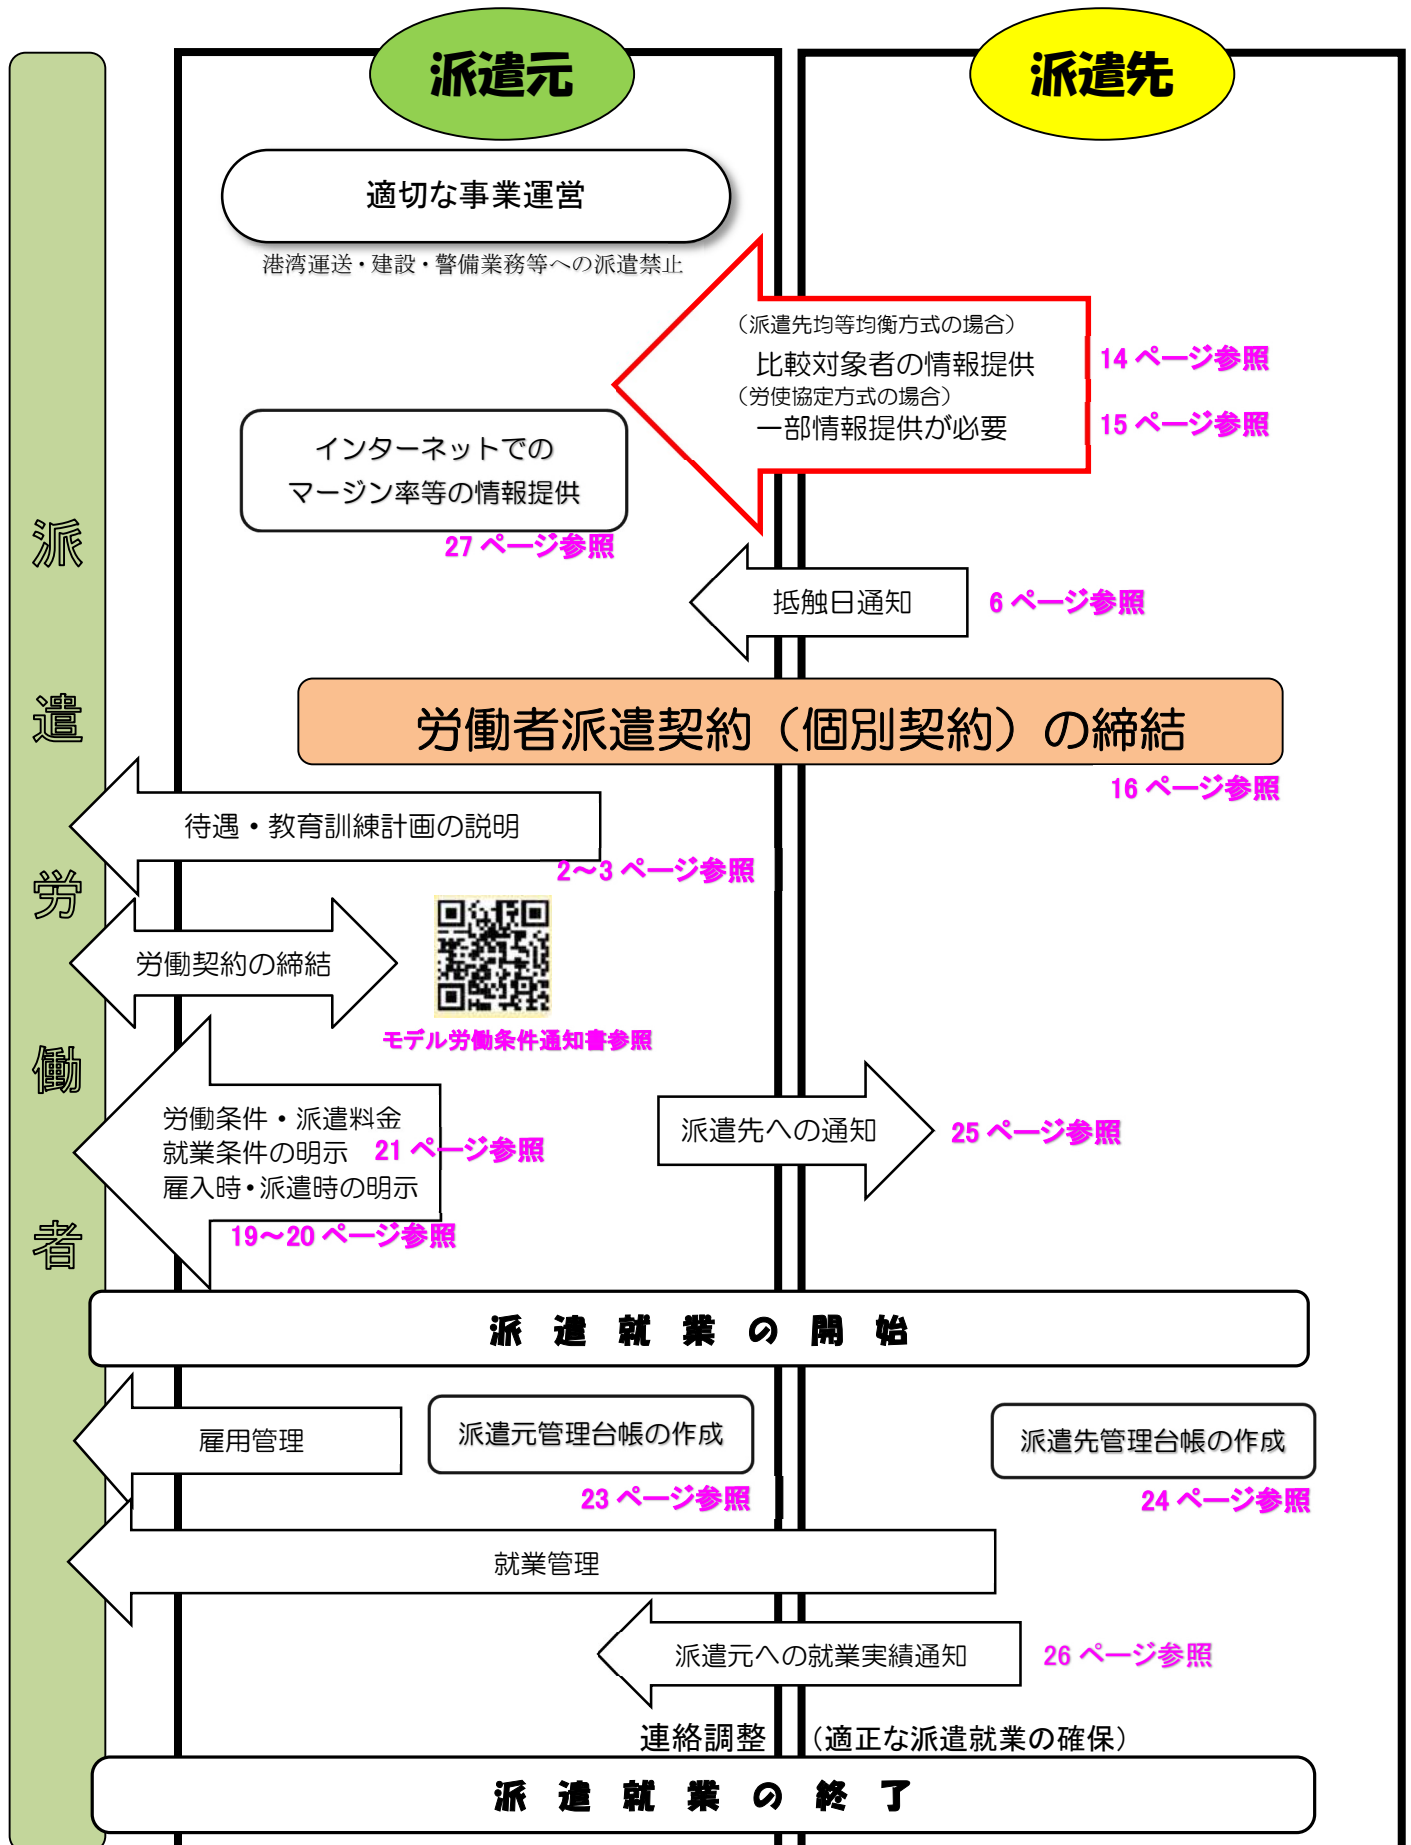 派遣元
派遣先
適切な事業運営
港湾運送・建設・警備業務等への派遣禁止
（派遣先均等均衡方式の場合）
比較対象者の情報提供
14 ページ参照
（労使協定方式の場合）
一部情報提供が必要
15 ページ参照
インターネットでの
マージン率等の情報提供
27 ページ参照
抵触日通知
6 ページ参照
派遣労働者
労働者派遣契約（個別契約）の締結
16 ページ参照
待遇・教育訓練計画の説明
2～3 ページ参照
労働契約の締結
モデル労働条件通知書参照
労働条件・派遣料金
就業条件の明示
21 ページ参照
雇入時・派遣時の明示
19～20 ページ参照
派遣先への通知
25 ページ参照
派遣就業の開始
雇用管理
派遣元管理台帳の作成
23 ページ参照
派遣先管理台帳の作成
24 ページ参照
就業管理
派遣元への就業実績通知
26 ページ参照
連絡調整　（適正な派遣就業の確保）
派遣就業の終了